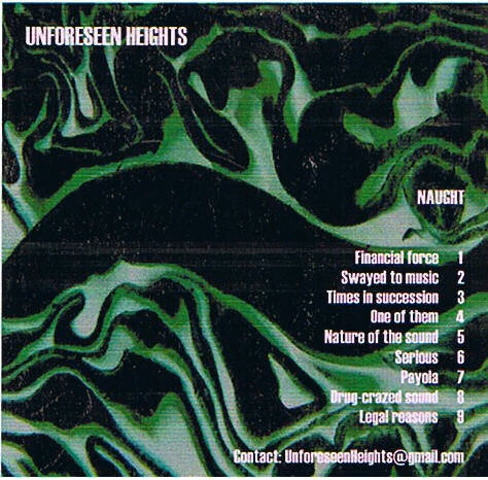 UNFORESEEN HEIGHTS
NAUGHT
Financial force 1
Swayed to music 2
Times in succession 3
One of them 4
Nature of the sound 5
Serious 6
Payola 7
Drug-crazed sound 8
Legal reasons 9
Contact: UnforeseenHeights@gmail.com